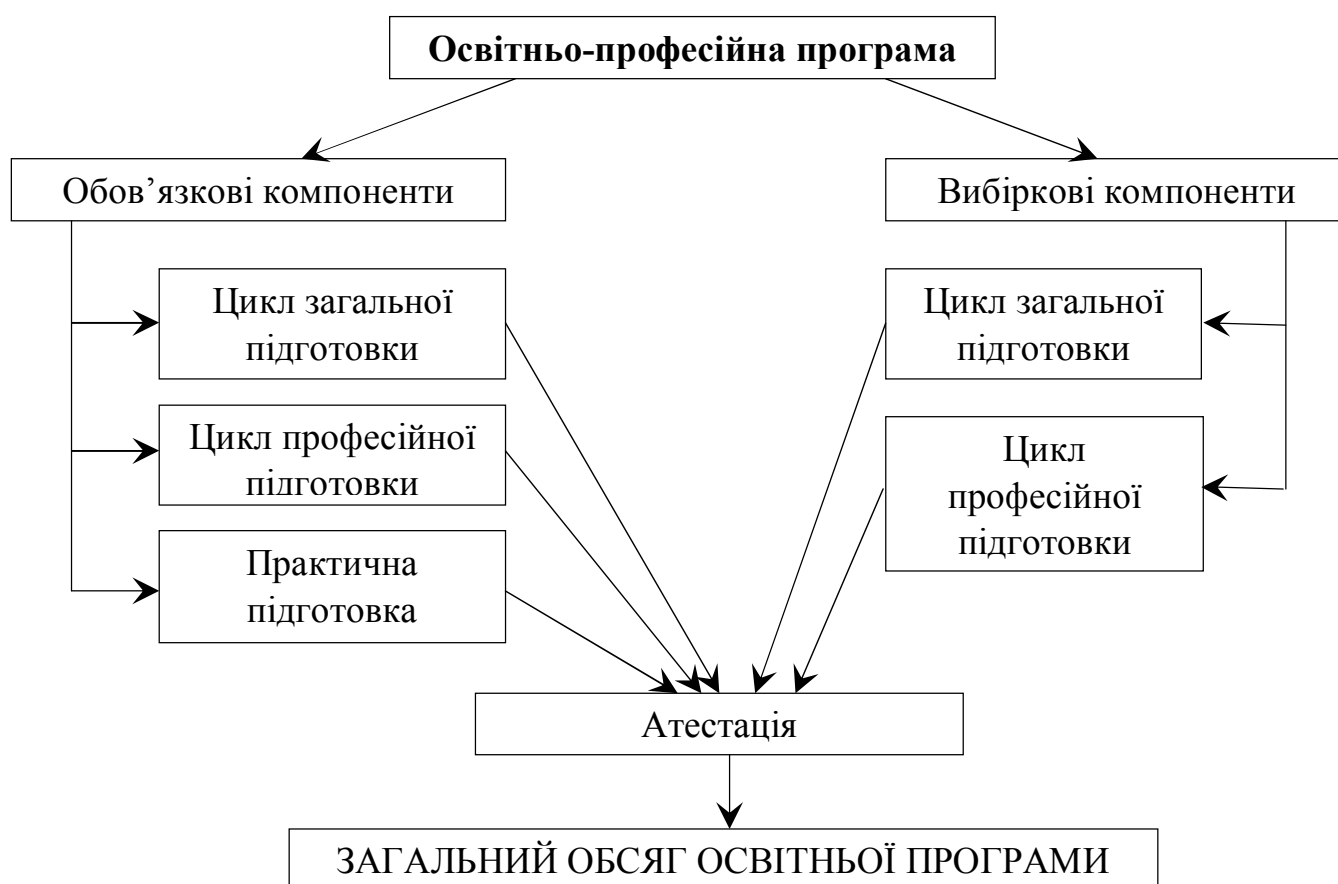 Освітньо-професійна програма
Обов’язкові компоненти
Вибіркові компоненти
Цикл загальної
підготовки
Цикл загальної
підготовки
Цикл професійної
підготовки
Цикл
професійної
підготовки
Практична
підготовка
Атестація
ЗАГАЛЬНИЙ ОБСЯГ ОСВІТНЬОЇ ПРОГРАМИ